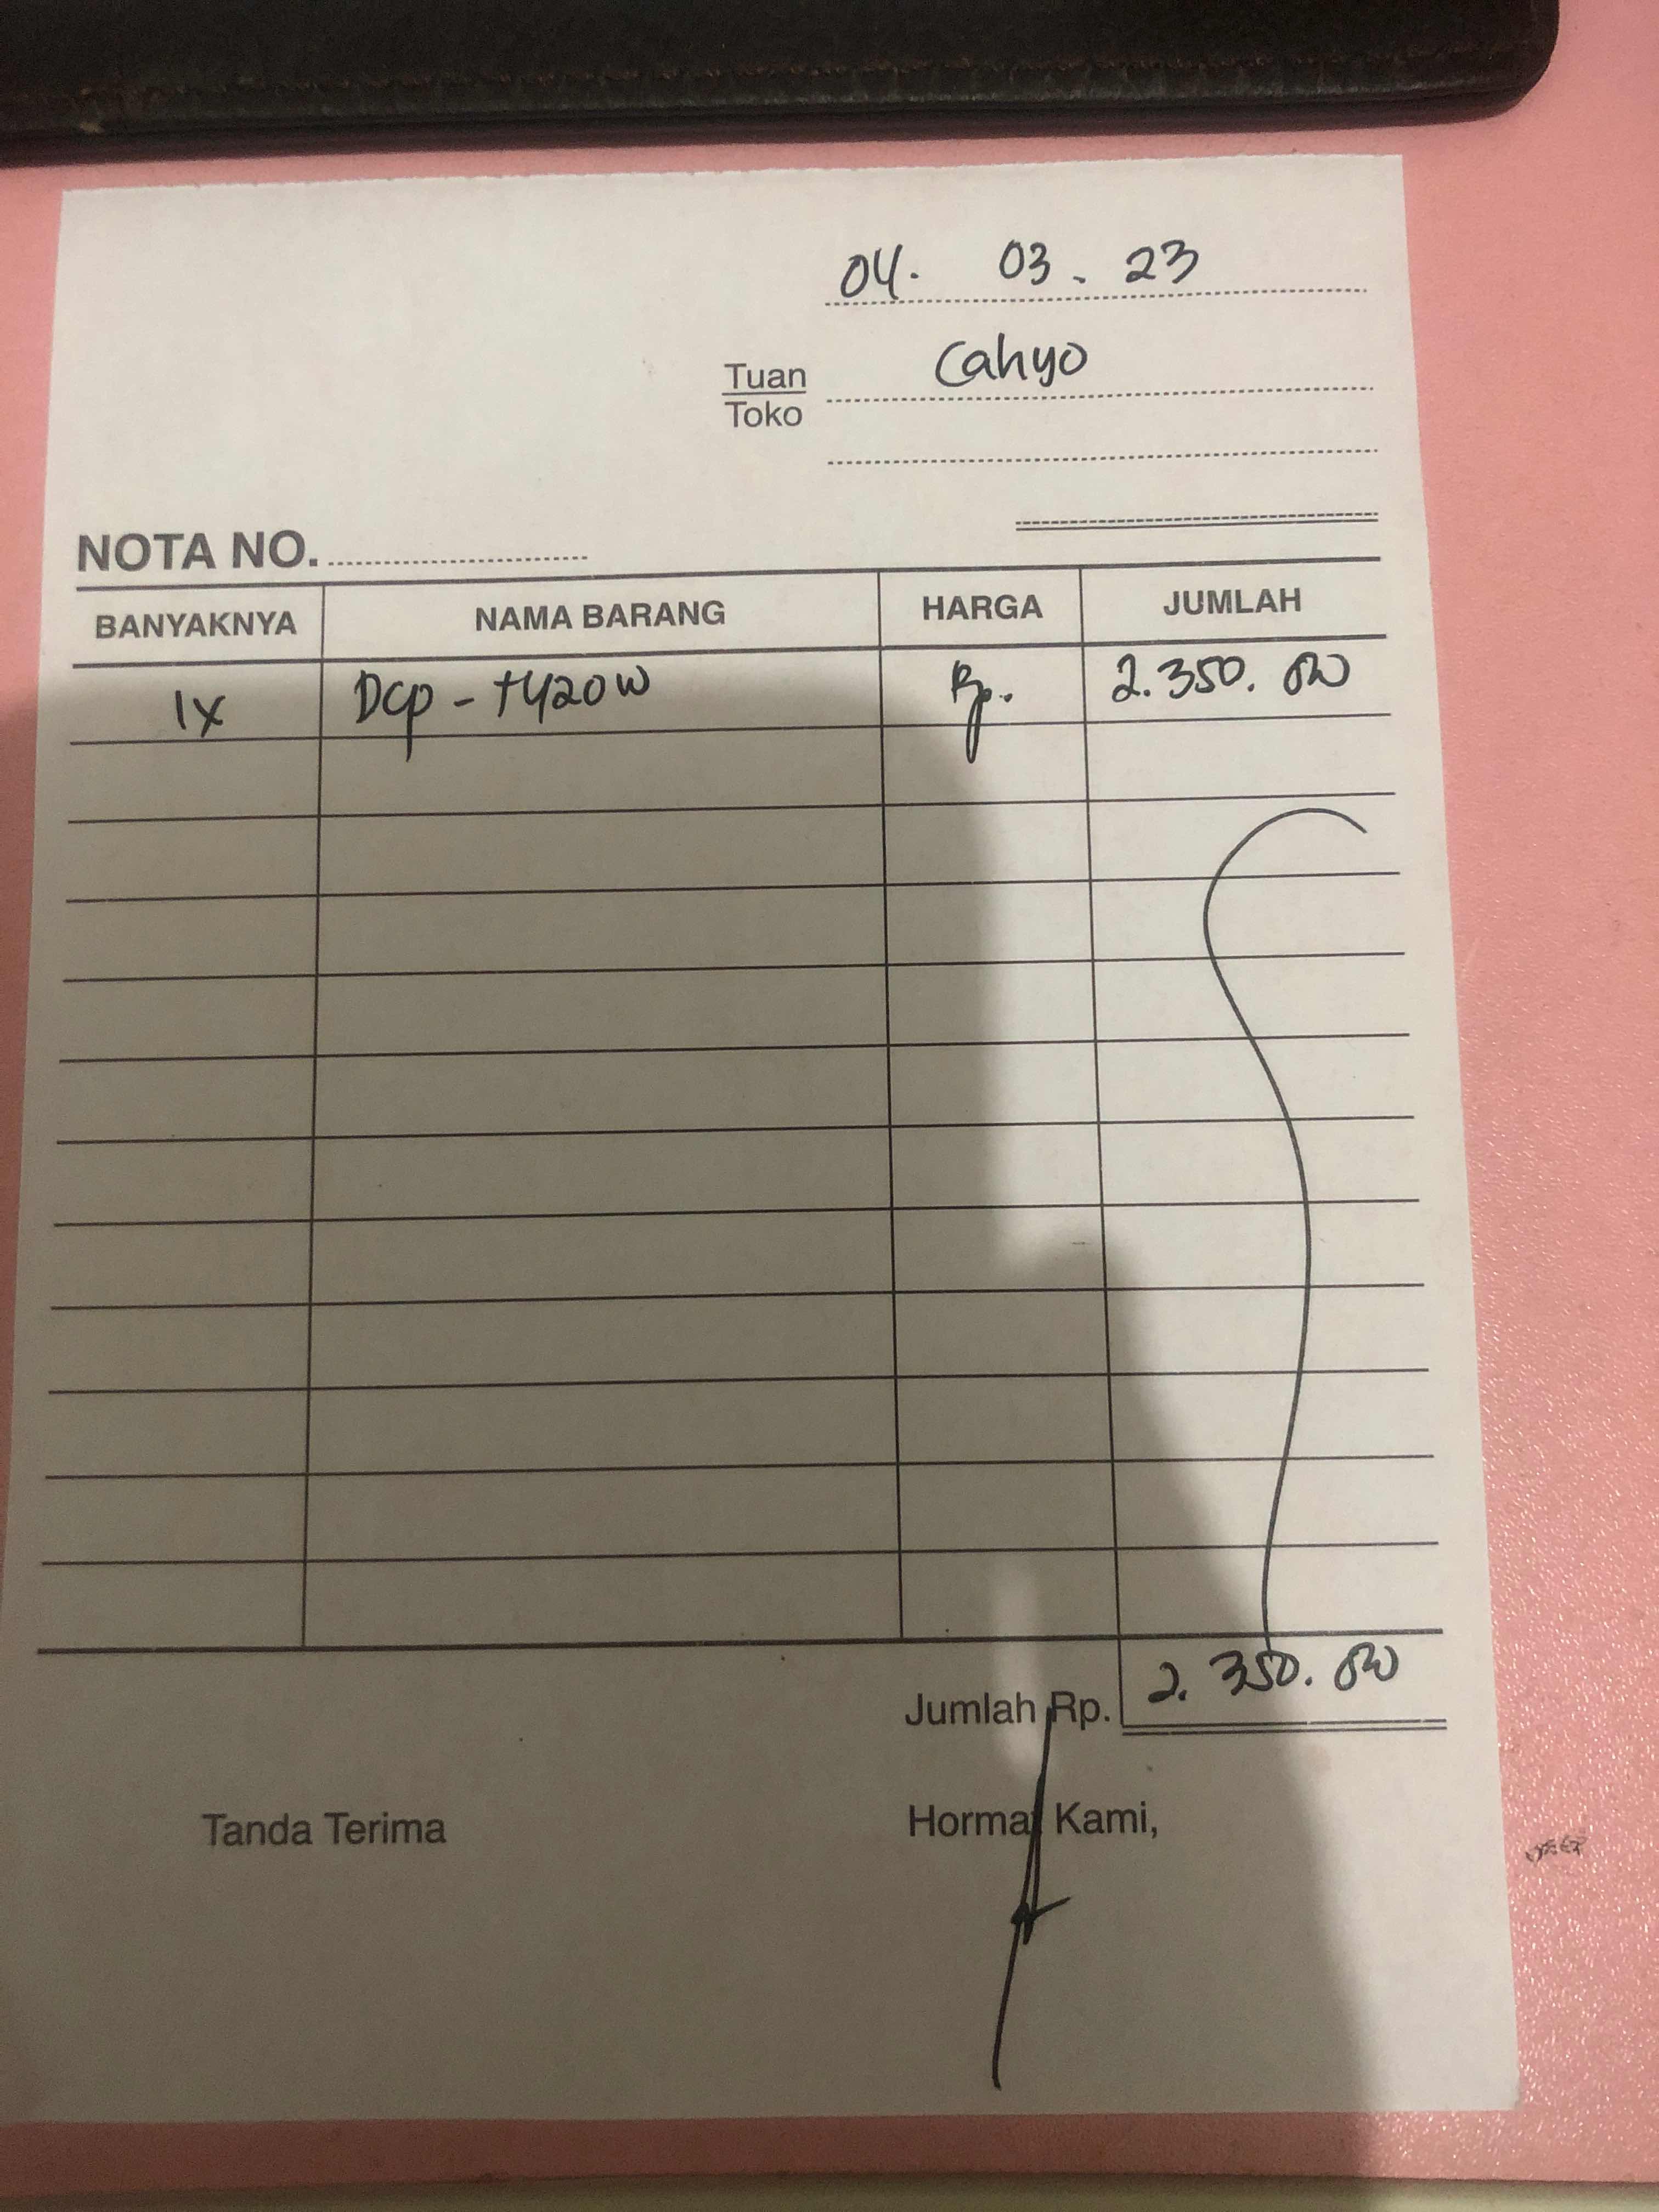 04. 03. 23
Tuan Cahyo
Toko
NOTA NO.
BANYAKNYA NAMA BARANG HARGA JUMLAH
1x Dcp - t420w Rp. 2.350.000
Jumlah Rp. 2.350.000
Tanda Terima Hormat Kami,